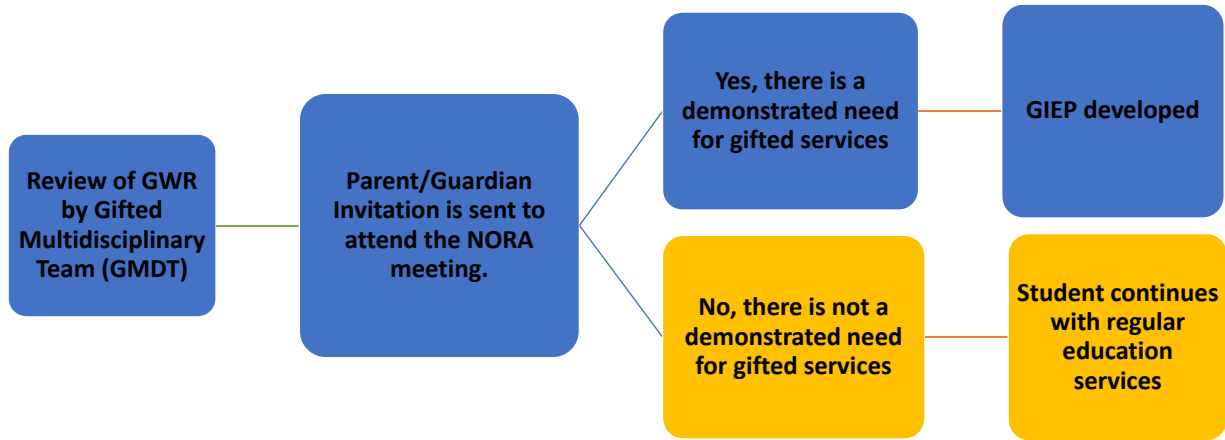 Review of GWR
by Gifted
Multidisciplinary
Team (GMDT)
Parent/Guardian
Invitation is sent to
attend the NORA
meeting.
Yes, there is a
demonstrated need
for gifted services
GIEP developed
No, there is not a
demonstrated need
for gifted services
Student continues
with regular
education
services